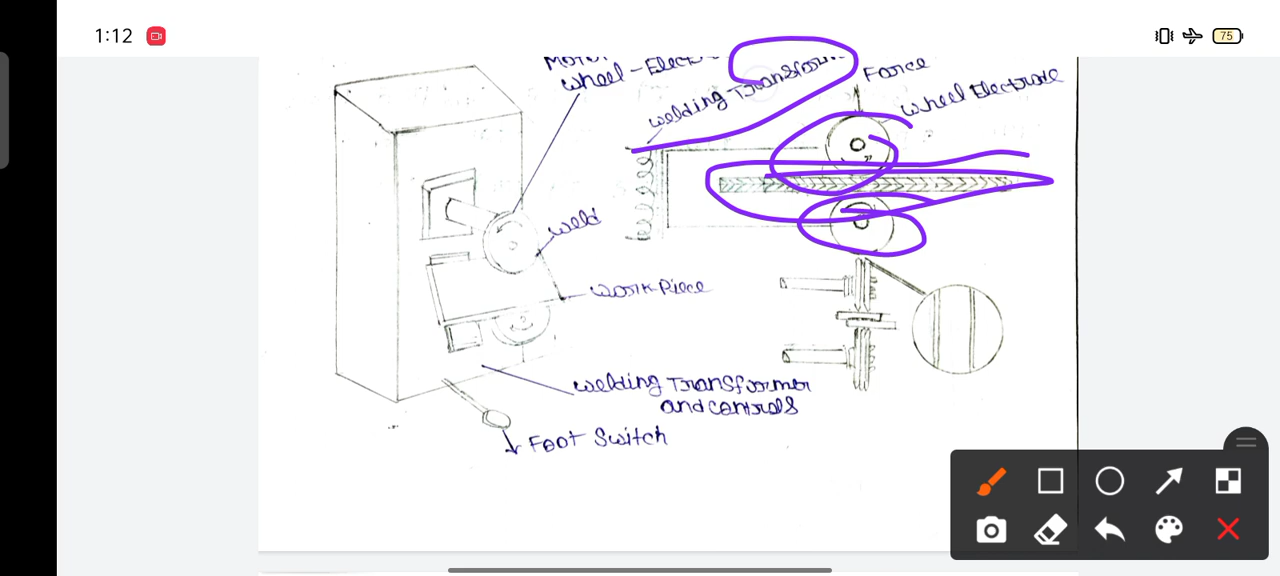 1:12
75
wheel-Elect
welding Transform
Force
wheel Electrode
weld
work-Piece
welding Transformer
and controls
Foot Switch